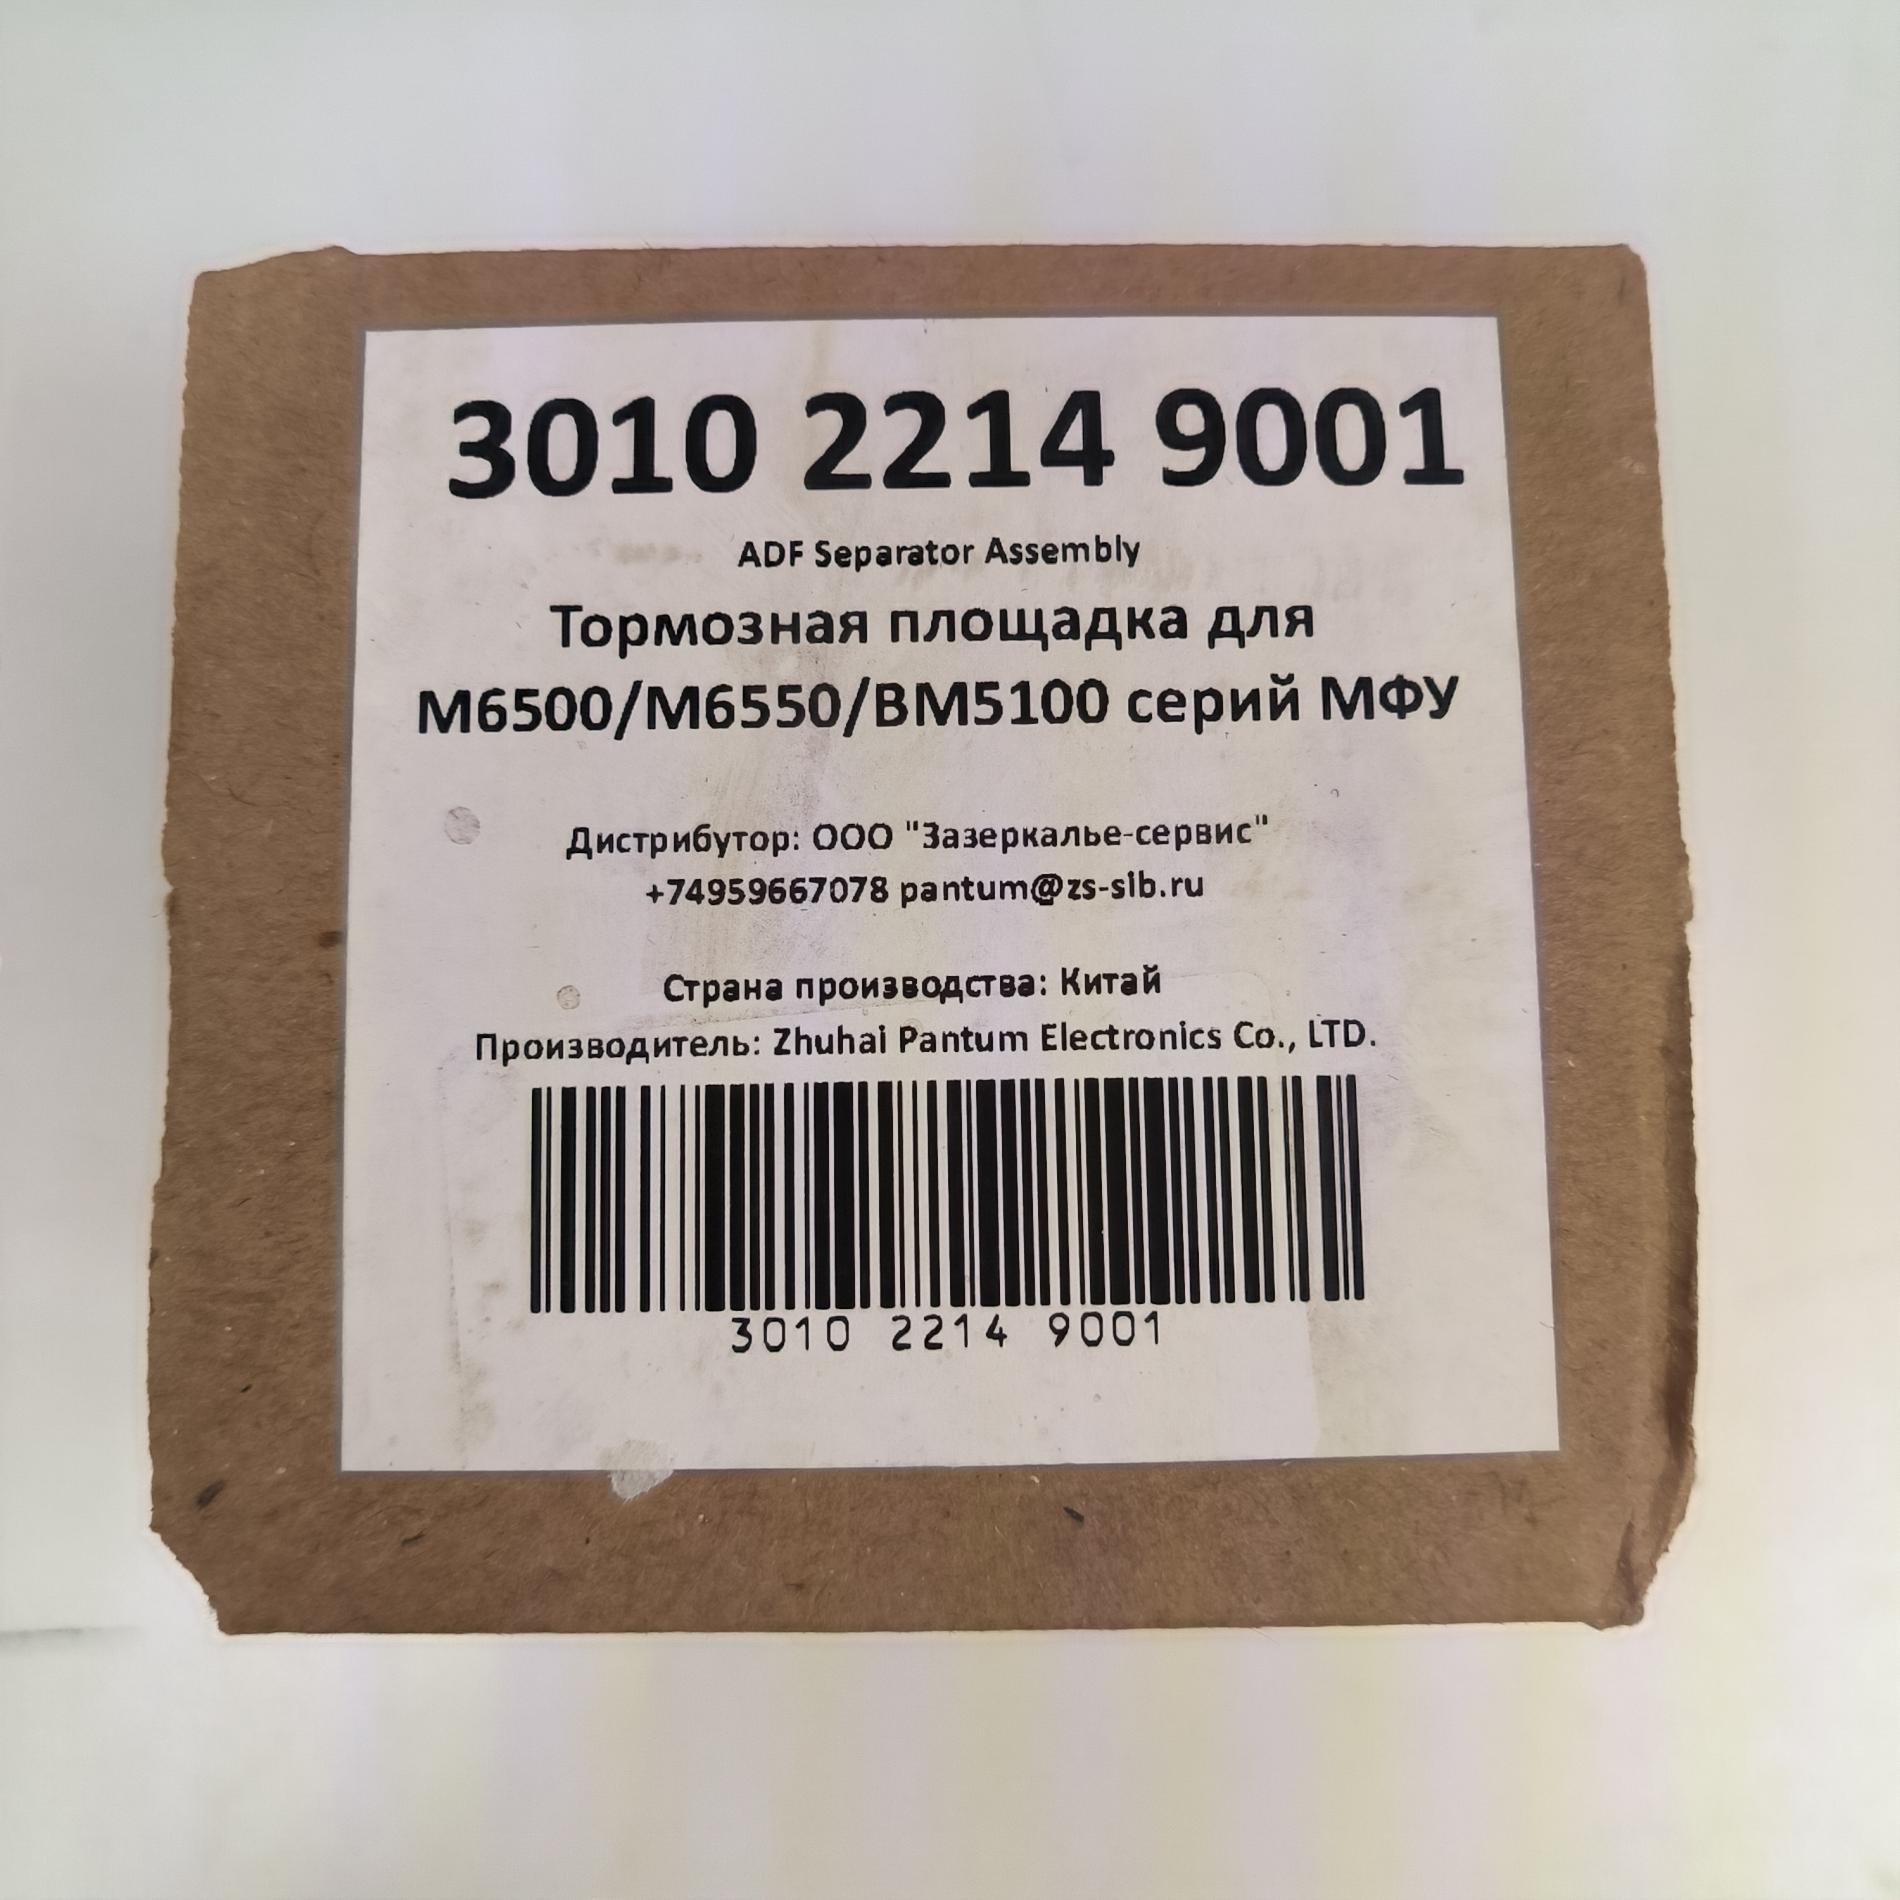 3010 2214 9001
ADF Separator Assembly
Тормозная площадка для
M6500/M6550/BM5100 серий МФУ
Дистрибутор: ООО "Зазеркалье-сервис"
+74959667078 pantum@zs-sib.ru
Страна производства: Китай
Производитель: Zhuhai Pantum Electronics Co., LTD.
3010 2214 9001